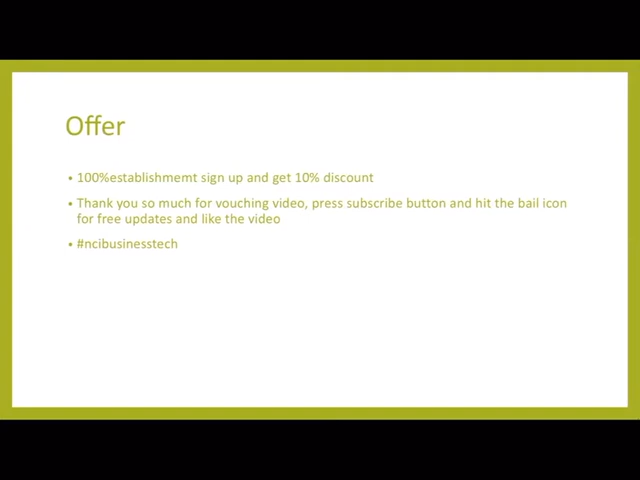 Offer
• 100%establishmemt sign up and get 10% discount
• Thank you so much for vouching video, press subscribe button and hit the bail icon
for free updates and like the video
• #ncibusinesstech